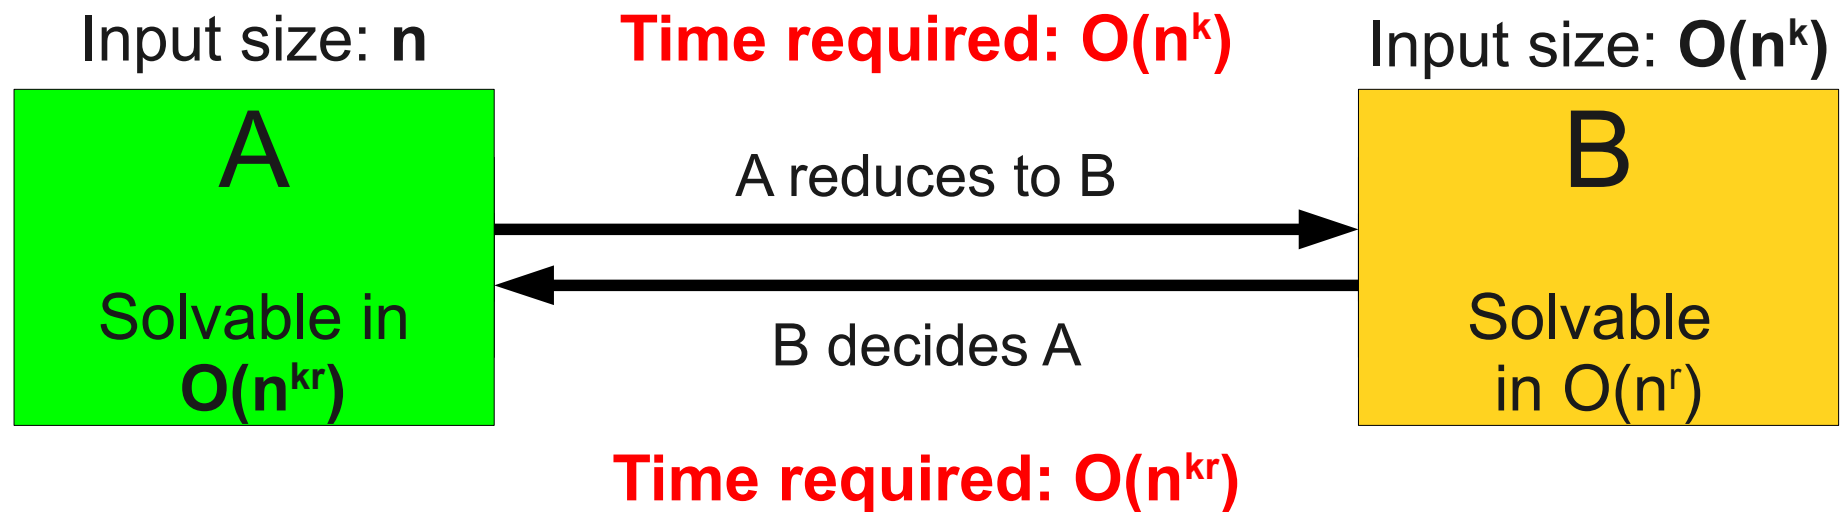 Input size: n
Time required: O(nᵏ)
Input size: O(nᵏ)
A
Solvable in
O(nᵏʳ)
A reduces to B
B decides A
B
Solvable
in O(nʳ)
Time required: O(nᵏʳ)